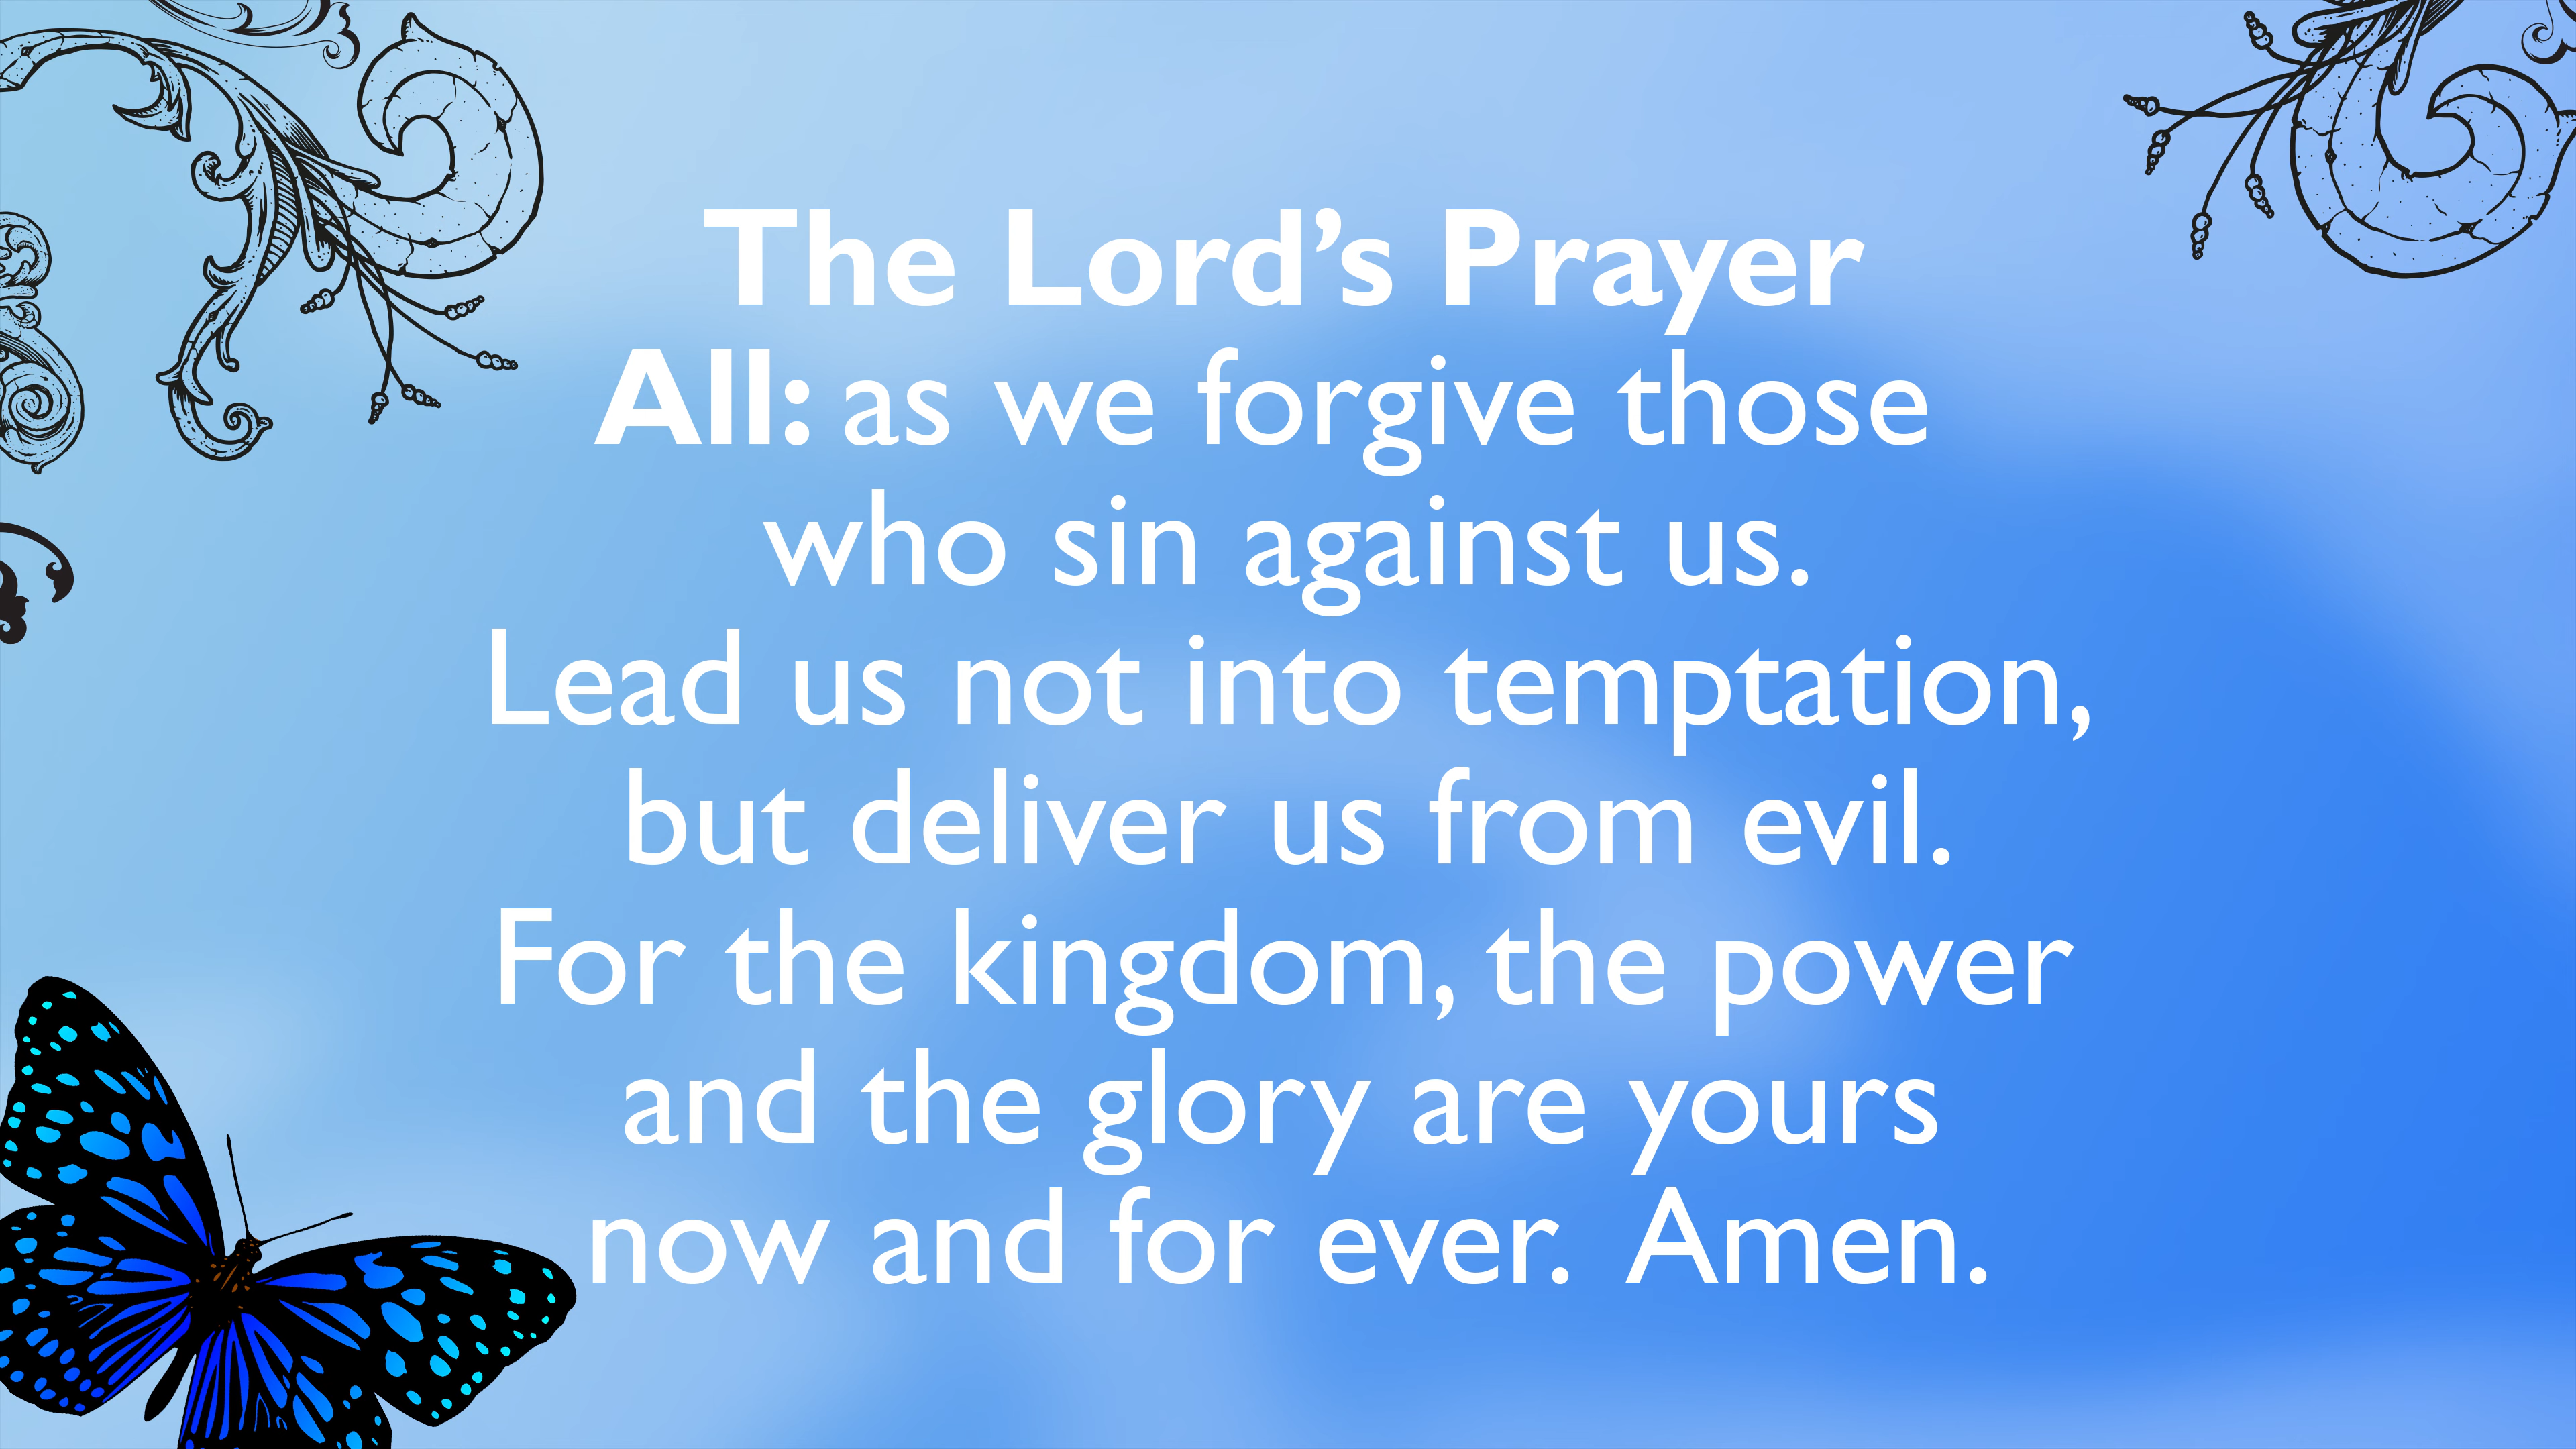 The Lord’s Prayer
All: as we forgive those
who sin against us.
Lead us not into temptation,
but deliver us from evil.
For the kingdom, the power
and the glory are yours
now and for ever.  Amen.